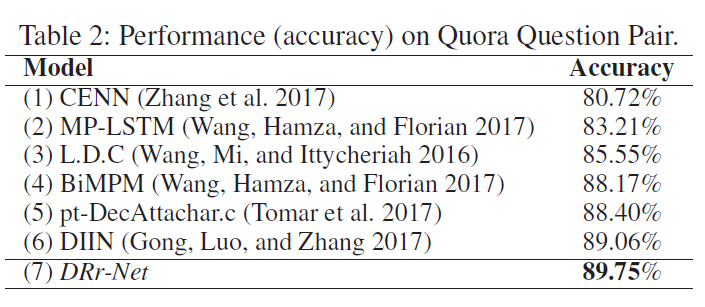 Table 2: Performance (accuracy) on Quora Question Pair.
Model Accuracy
(1) CENN (Zhang et al. 2017) 80.72%
(2) MP-LSTM (Wang, Hamza, and Florian 2017) 83.21%
(3) L.D.C (Wang, Mi, and Ittycheriah 2016) 85.55%
(4) BiMPM (Wang, Hamza, and Florian 2017) 88.17%
(5) pt-DecAttachar.c (Tomar et al. 2017) 88.40%
(6) DIIN (Gong, Luo, and Zhang 2017) 89.06%
(7) DRr-Net 89.75%